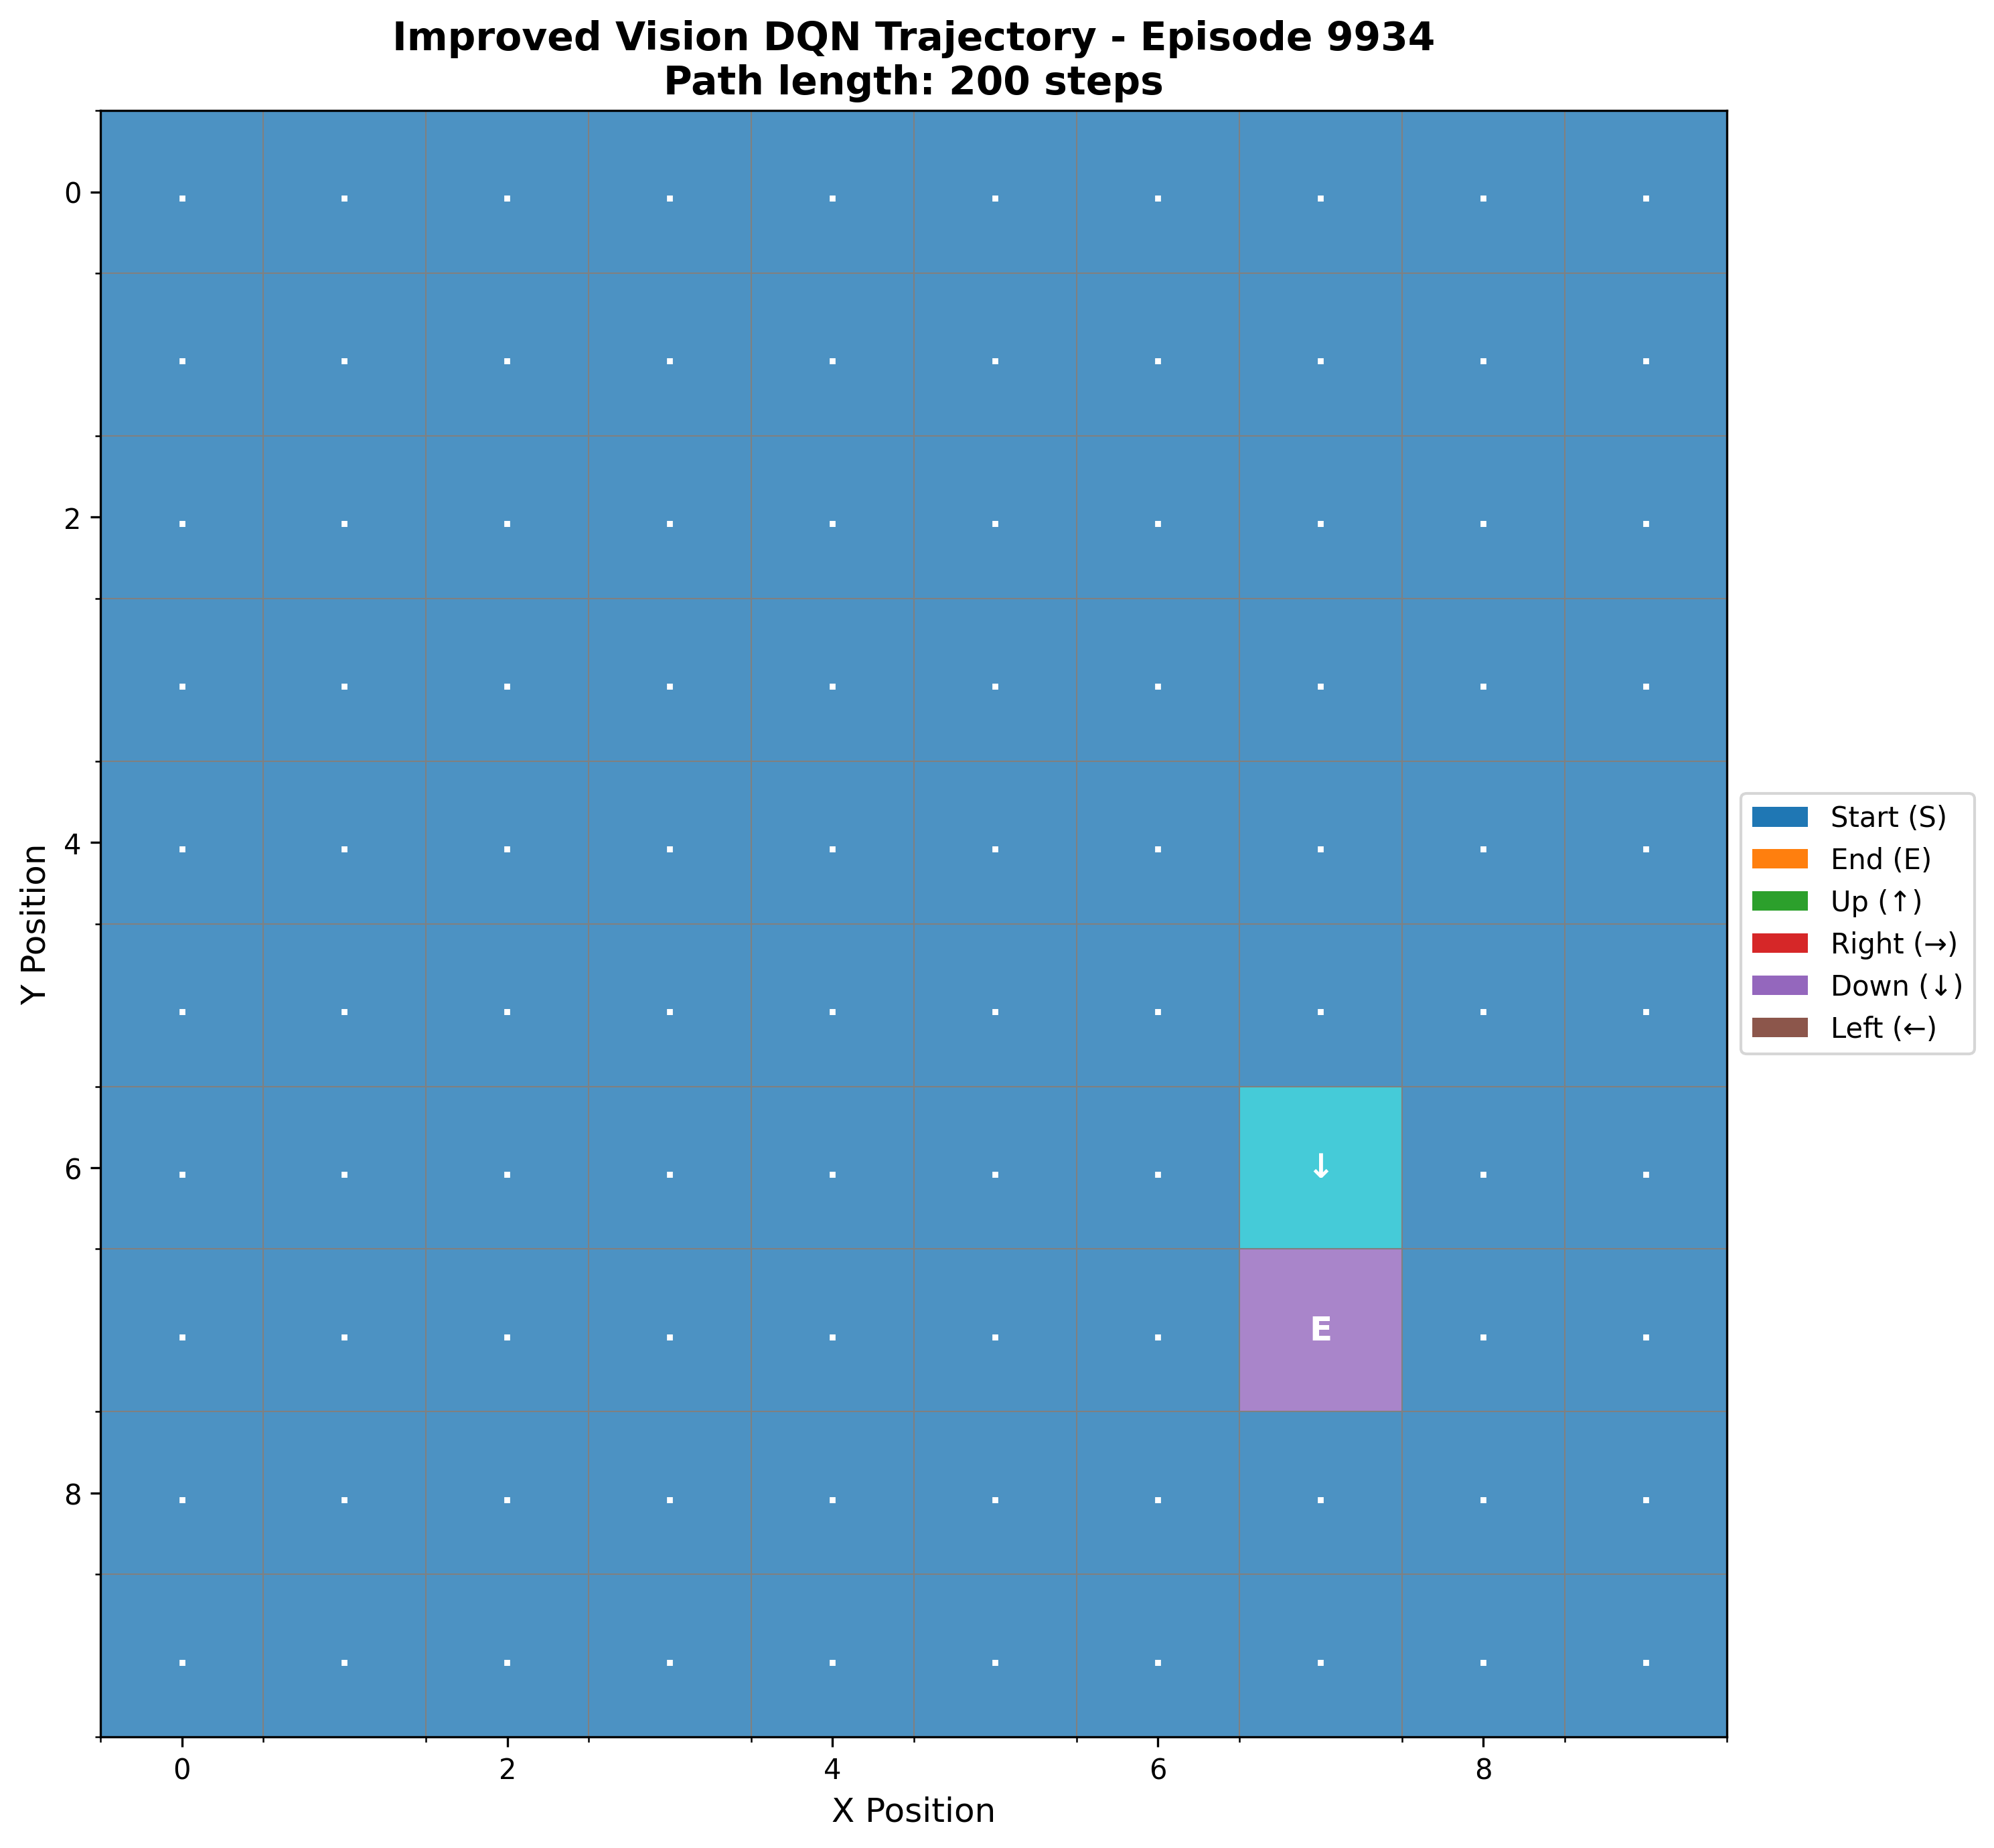 Improved Vision DQN Trajectory - Episode 9934
Path length: 200 steps
Y Position
0
2
4
6
8
↓
E
0 2 4 6 8
X Position
Start (S)
End (E)
Up (↑)
Right (→)
Down (↓)
Left (←)